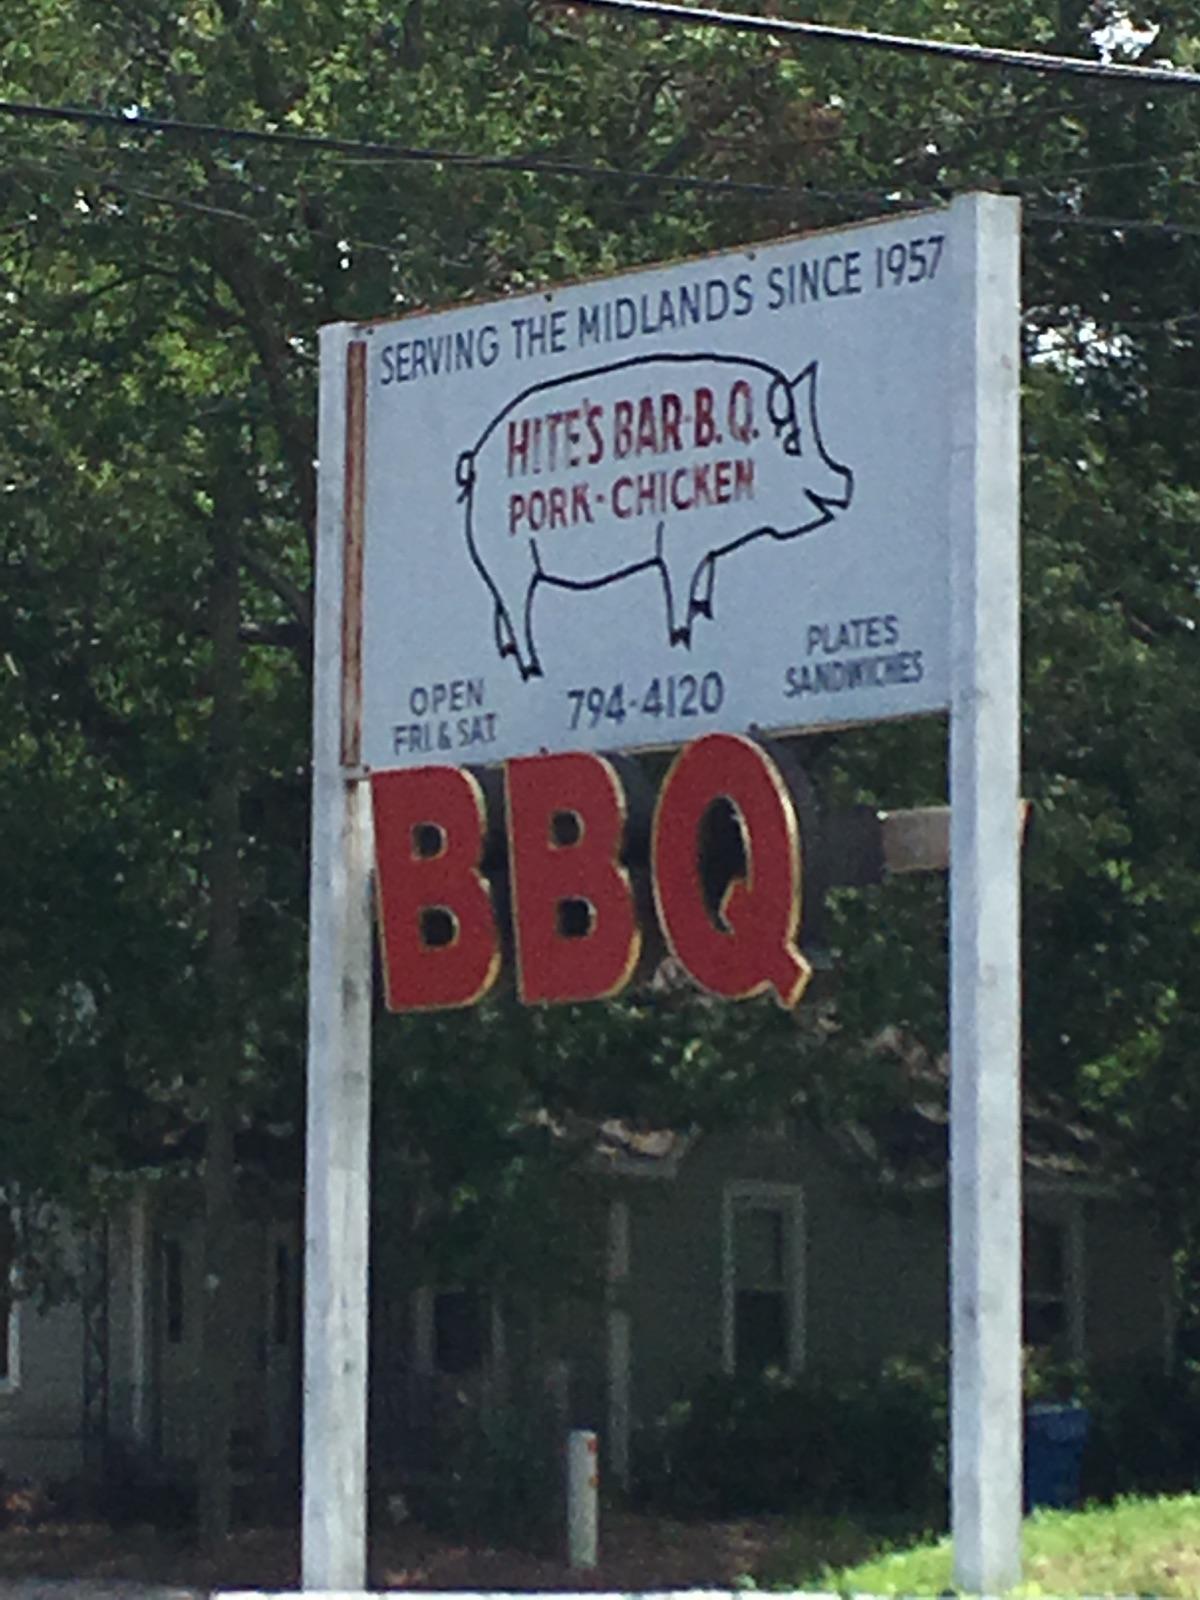 SERVING THE MIDLANDS SINCE 1957
HITE'S BAR-B.Q.
PORK-CHICKEN
OPEN
FRI. & SAT.
794-4120
PLATES
SANDWICHES
BBQ